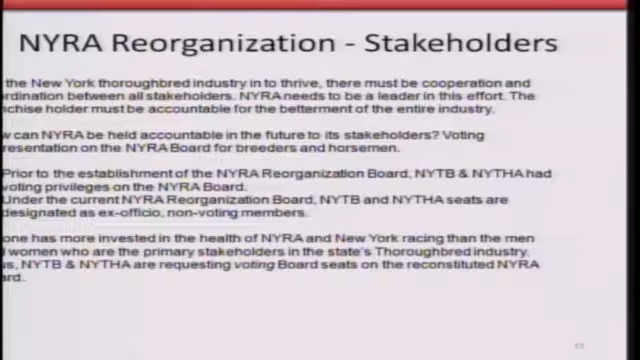 NYRA Reorganization - Stakeholders
the New York thoroughbred industry in to thrive, there must be cooperation and
rdination between all stakeholders. NYRA needs to be a leader in this effort. The
nchise holder must be accountable for the betterment of the entire industry.
w can NYRA be held accountable in the future to its stakeholders? Voting
resentation on the NYRA Board for breeders and horsemen.
Prior to the establishment of the NYRA Reorganization Board, NYTB & NYTHA had
voting privileges on the NYRA Board.
Under the current NYRA Reorganization Board, NYTB and NYTHA seats are
designated as ex-officio, non-voting members.
one has more invested in the health of NYRA and New York racing than the men
women who are the primary stakeholders in the state's Thoroughbred industry.
s, NYTB & NYTHA are requesting voting Board seats on the reconstituted NYRA
ard.